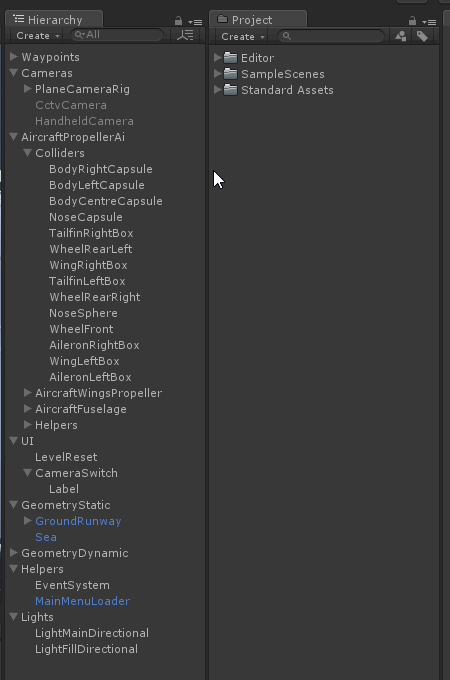 Hierarchy
Create
All
Waypoints
Cameras
PlaneCameraRig
CctvCamera
HandheldCamera
AircraftPropellerAi
Colliders
BodyRightCapsule
BodyLeftCapsule
BodyCentreCapsule
NoseCapsule
TailfinRightBox
WheelRearLeft
WingRightBox
TailfinLeftBox
WheelRearRight
NoseSphere
WheelFront
AileronRightBox
WingLeftBox
AileronLeftBox
AircraftWingsPropeller
AircraftFuselage
Helpers
UI
LevelReset
CameraSwitch
Label
GeometryStatic
GroundRunway
Sea
GeometryDynamic
Helpers
EventSystem
MainMenuLoader
Lights
LightMainDirectional
LightFillDirectional
Project
Create
Editor
SampleScenes
Standard Assets